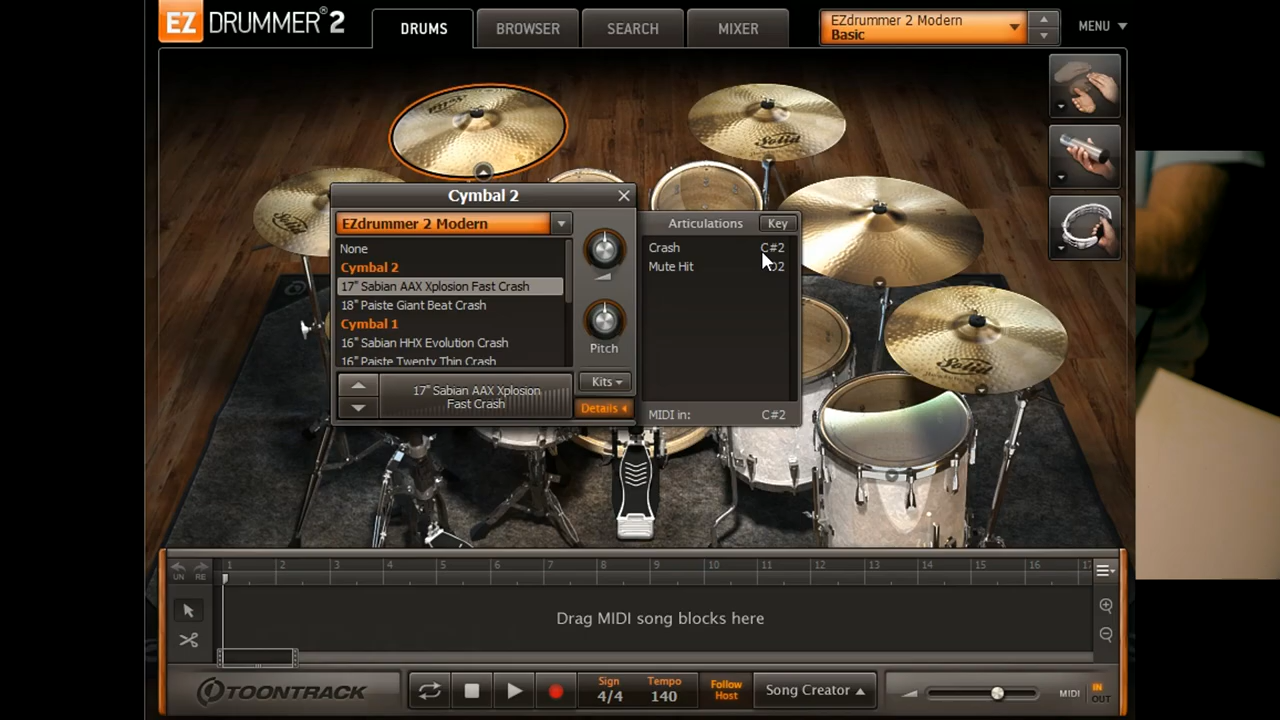 EZ DRUMMER® 2
DRUMS
BROWSER
SEARCH
MIXER
EZdrummer 2 Modern
Basic
MENU
Cymbal 2
EZdrummer 2 Modern
None
Cymbal 2
17" Sabian AAX Xplosion Fast Crash
18" Paiste Giant Beat Crash
Cymbal 1
16" Sabian HHX Evolution Crash
16" Paiste Twenty Thin Crash
17" Sabian AAX Xplosion
Fast Crash
Pitch
Kits
Details
Articulations
Key
Crash C#2
Mute Hit
MIDI in: C#2
Solid
Solid
UN RE
1 2 3 4 5 6 7 8 9 10 11 12 13 14 15 16
Drag MIDI song blocks here
TOONTRACK
Sign
4/4
Tempo
140
Follow
Host
Song Creator
MIDI
IN
OUT